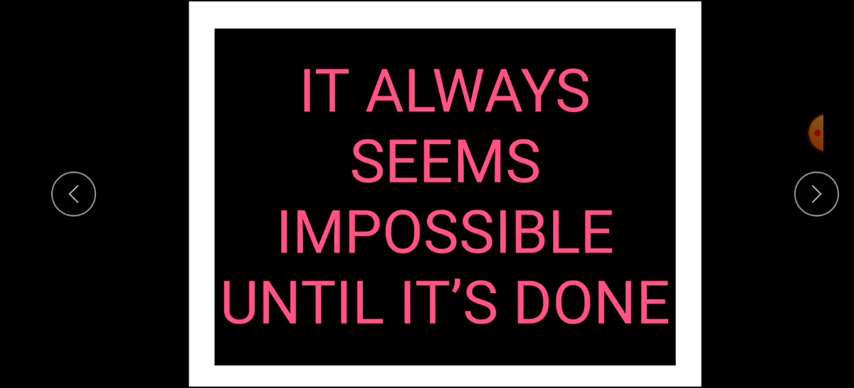 IT ALWAYS
SEEMS
IMPOSSIBLE
UNTIL IT’S DONE